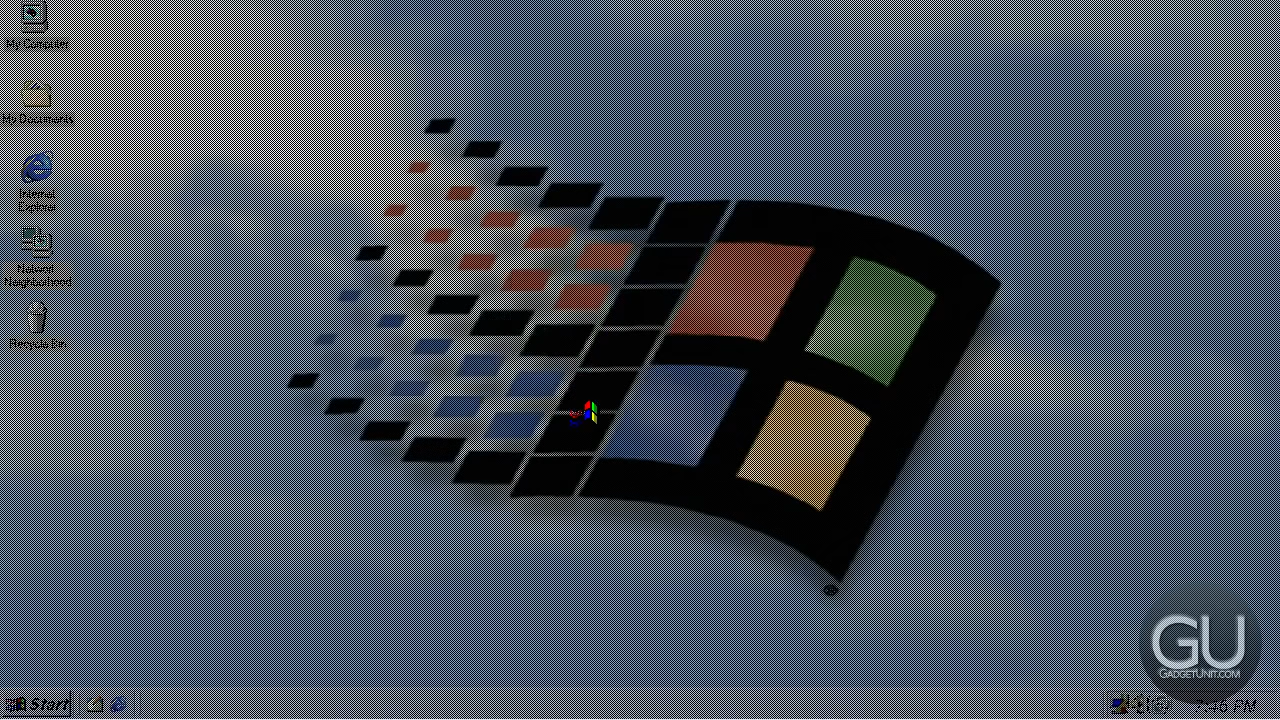 My Computer
My Documents
Internet
Explorer
Network
Neighborhood
Recycle Bin
GU
GADGETUNIT.COM
Start